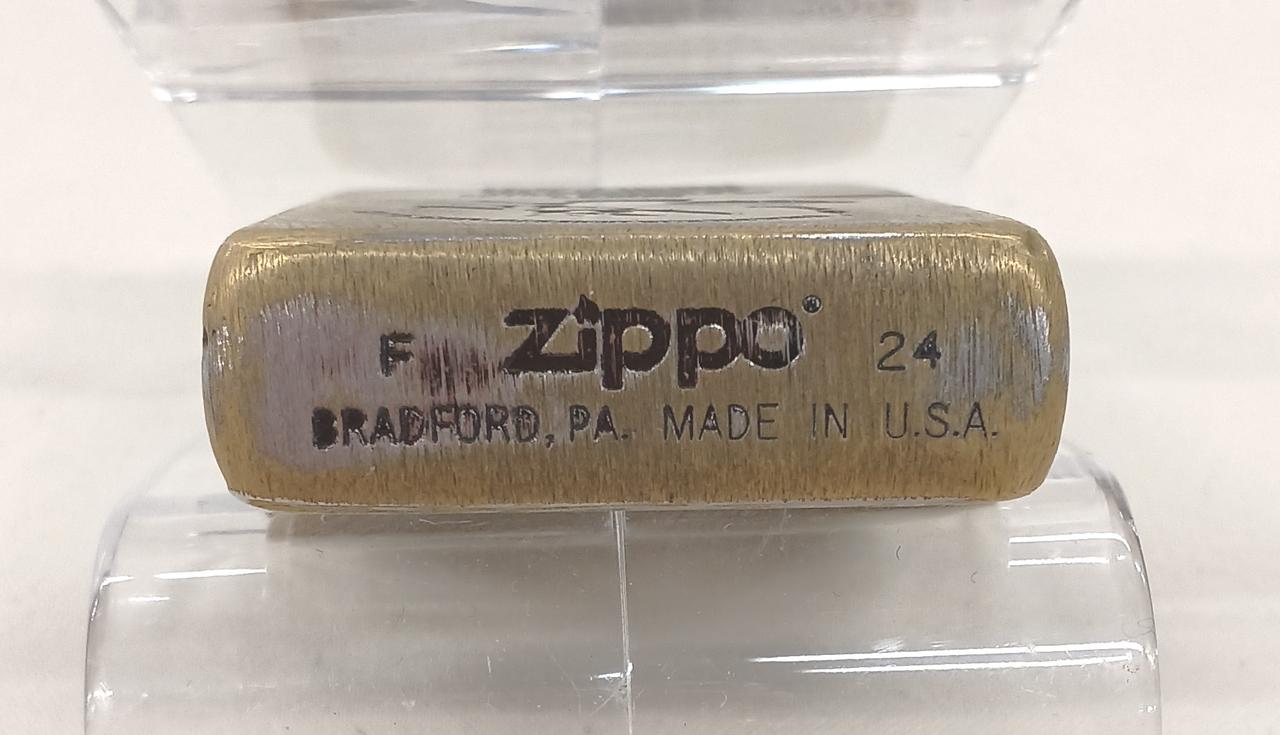 F Zippo® 24
BRADFORD, PA. MADE IN U.S.A.